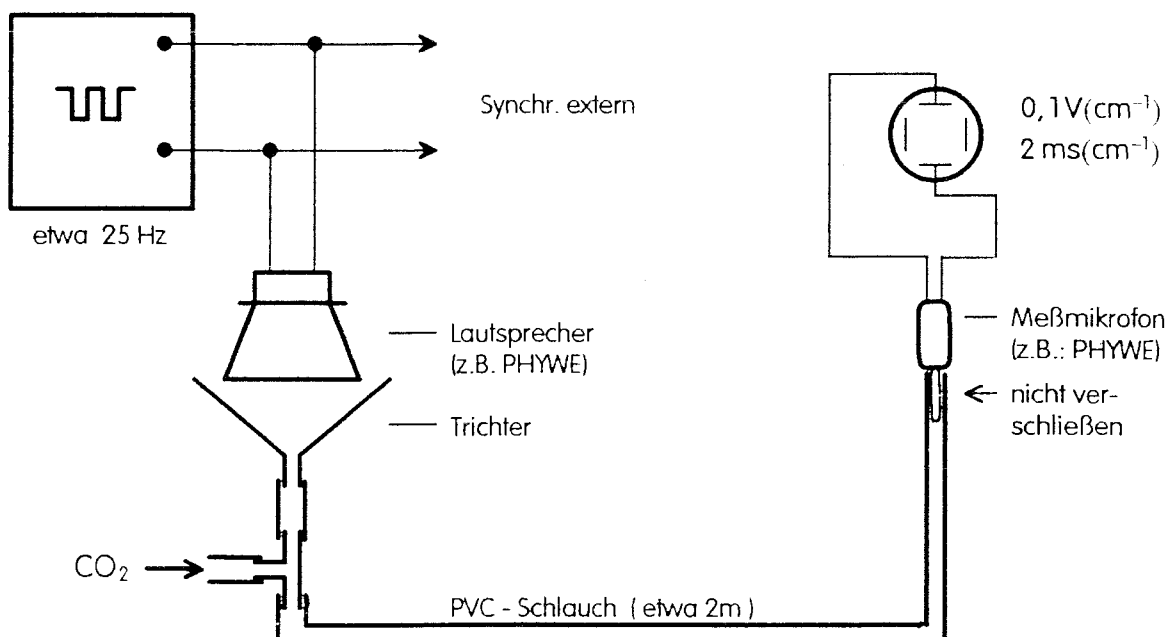 Synchr. extern
0,1V(cm⁻¹)
2 ms(cm⁻¹)
etwa 25 Hz
Lautsprecher
(z.B. PHYWE)
Meßmikrofon
(z.B.: PHYWE)
nicht ver-
schließen
Trichter
CO₂
PVC - Schlauch ( etwa 2m )